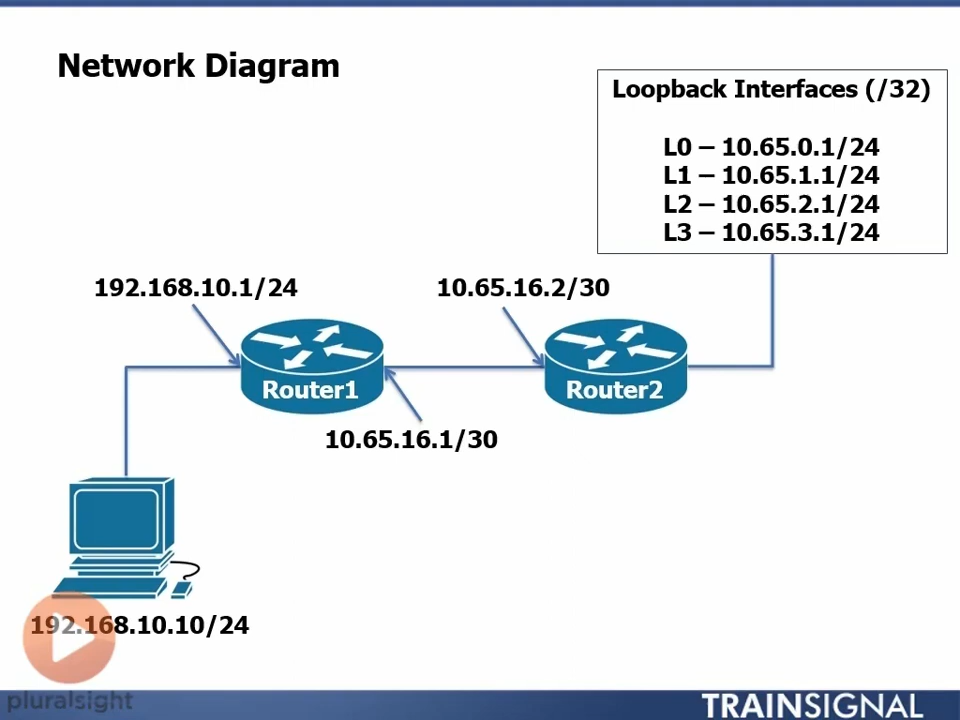 Network Diagram
Loopback Interfaces (/32)
L0 – 10.65.0.1/24
L1 – 10.65.1.1/24
L2 – 10.65.2.1/24
L3 – 10.65.3.1/24
192.168.10.1/24
10.65.16.2/30
Router1
Router2
10.65.16.1/30
192.168.10.10/24
pluralsight
TRAINSIGNAL